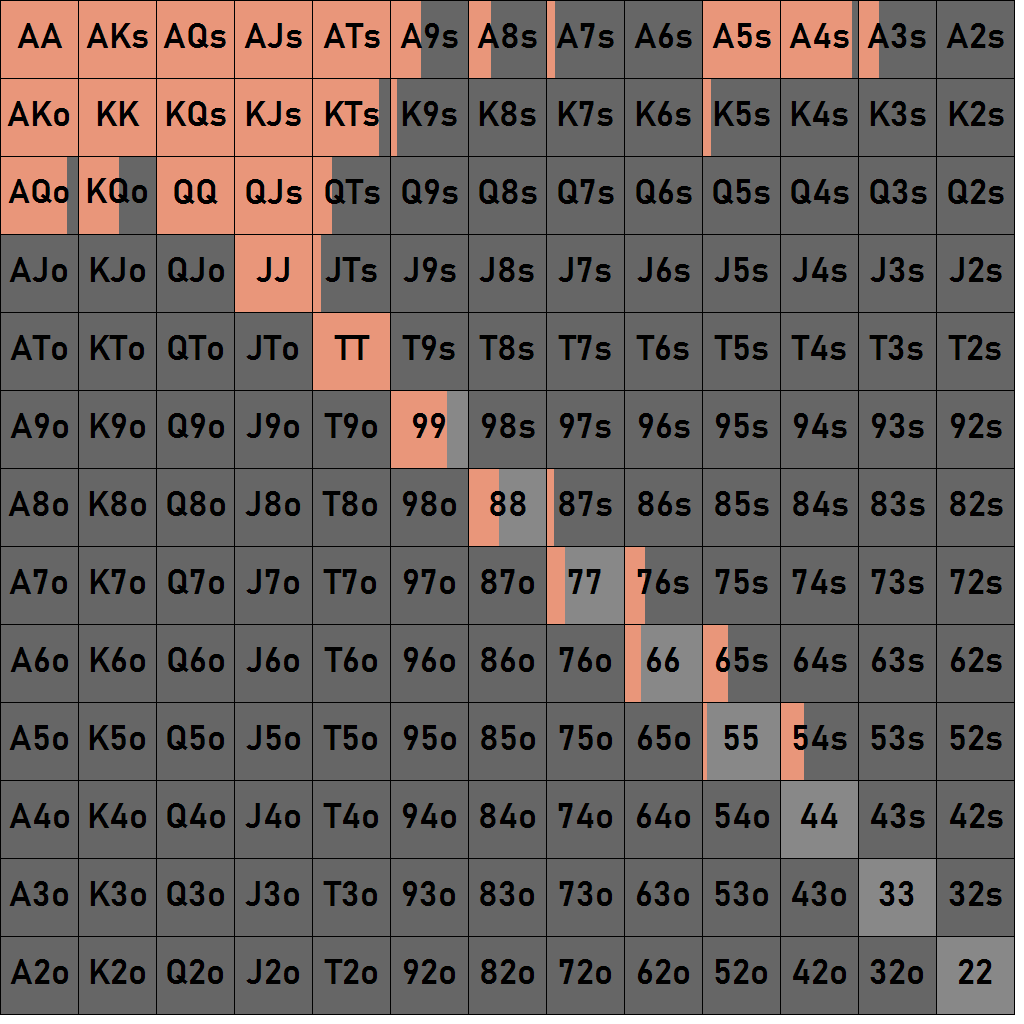 AA AKs AQs AJs ATs A9s A8s A7s A6s A5s A4s A3s A2s
AKo KK KQs KJs KTs K9s K8s K7s K6s K5s K4s K3s K2s
AQo KQo QQ QJs QTs Q9s Q8s Q7s Q6s Q5s Q4s Q3s Q2s
AJo KJo QJo JJ JTs J9s J8s J7s J6s J5s J4s J3s J2s
ATo KTo QTo JTo TT T9s T8s T7s T6s T5s T4s T3s T2s
A9o K9o Q9o J9o T9o 99 98s 97s 96s 95s 94s 93s 92s
A8o K8o Q8o J8o T8o 98o 88 87s 86s 85s 84s 83s 82s
A7o K7o Q7o J7o T7o 97o 87o 77 76s 75s 74s 73s 72s
A6o K6o Q6o J6o T6o 96o 86o 76o 66 65s 64s 63s 62s
A5o K5o Q5o J5o T5o 95o 85o 75o 65o 55 54s 53s 52s
A4o K4o Q4o J4o T4o 94o 84o 74o 64o 54o 44 43s 42s
A3o K3o Q3o J3o T3o 93o 83o 73o 63o 53o 43o 33 32s
A2o K2o Q2o J2o T2o 92o 82o 72o 62o 52o 42o 32o 22